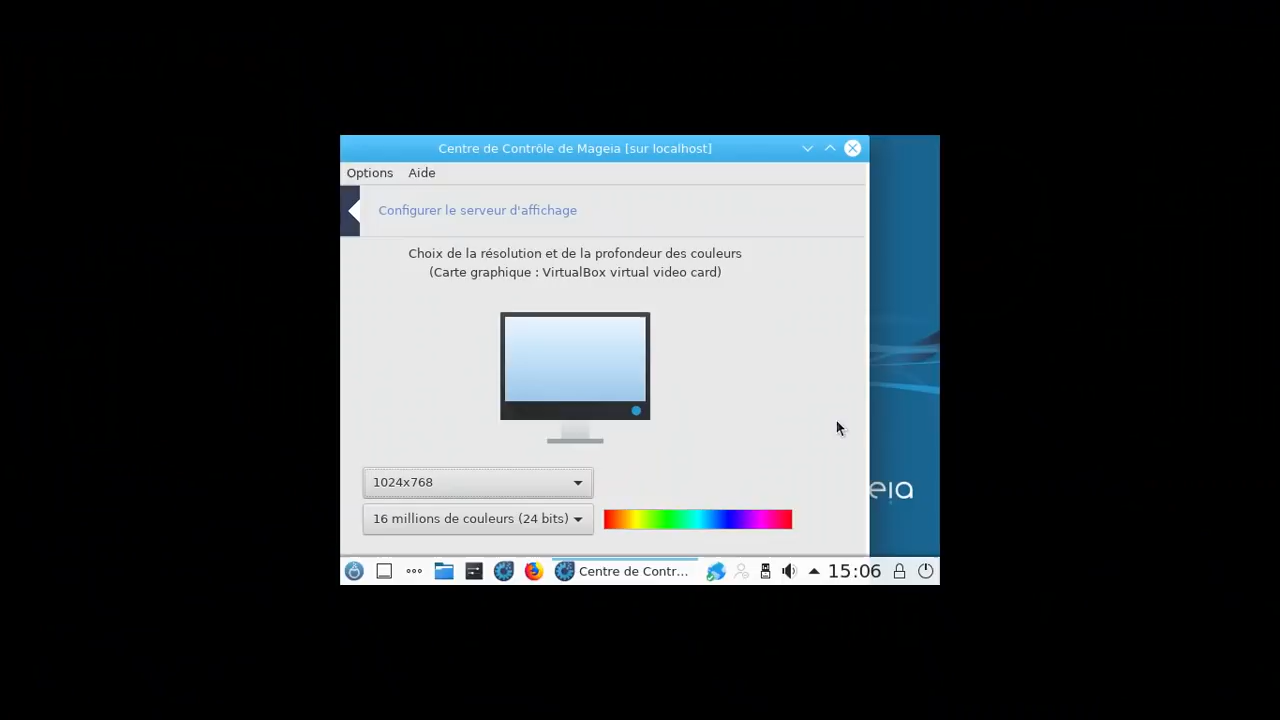 Centre de Contrôle de Mageia [sur localhost]
Options Aide
Configurer le serveur d'affichage
Choix de la résolution et de la profondeur des couleurs
(Carte graphique : VirtualBox virtual video card)
1024x768
eia
16 millions de couleurs (24 bits)
Centre de Contr... 15:06